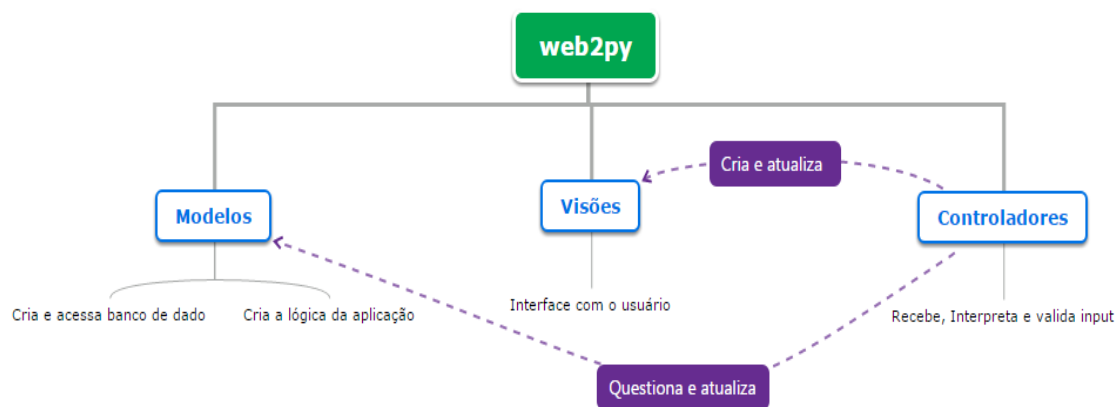 web2py
Cria e atualiza
Modelos
Visões
Controladores
Cria e acessa banco de dado
Cria a lógica da aplicação
Interface com o usuário
Recebe, Interpreta e valida input
Questiona e atualiza